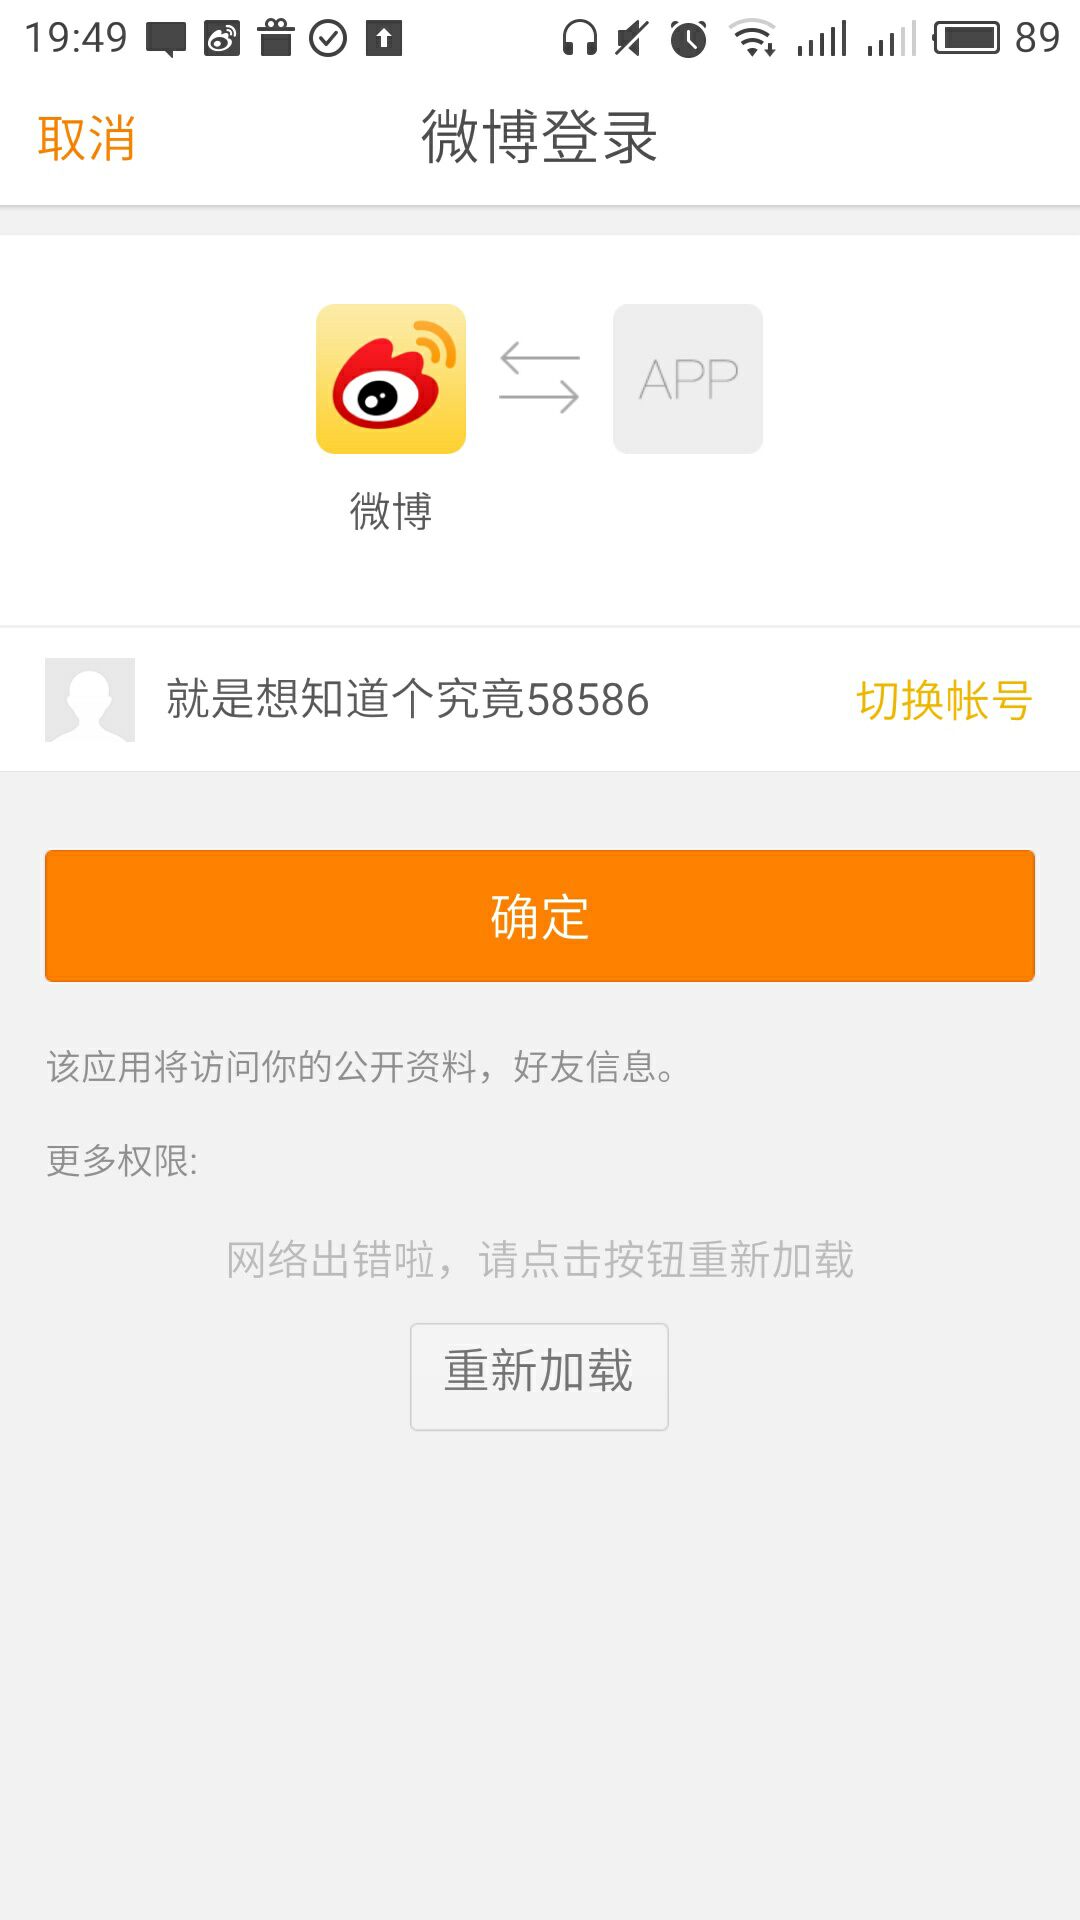 19:49
89
取消
微博登录
APP
微博
就是想知道个究竟58586
切换帐号
确定
该应用将访问你的公开资料，好友信息。
更多权限:
网络出错啦，请点击按钮重新加载
重新加载